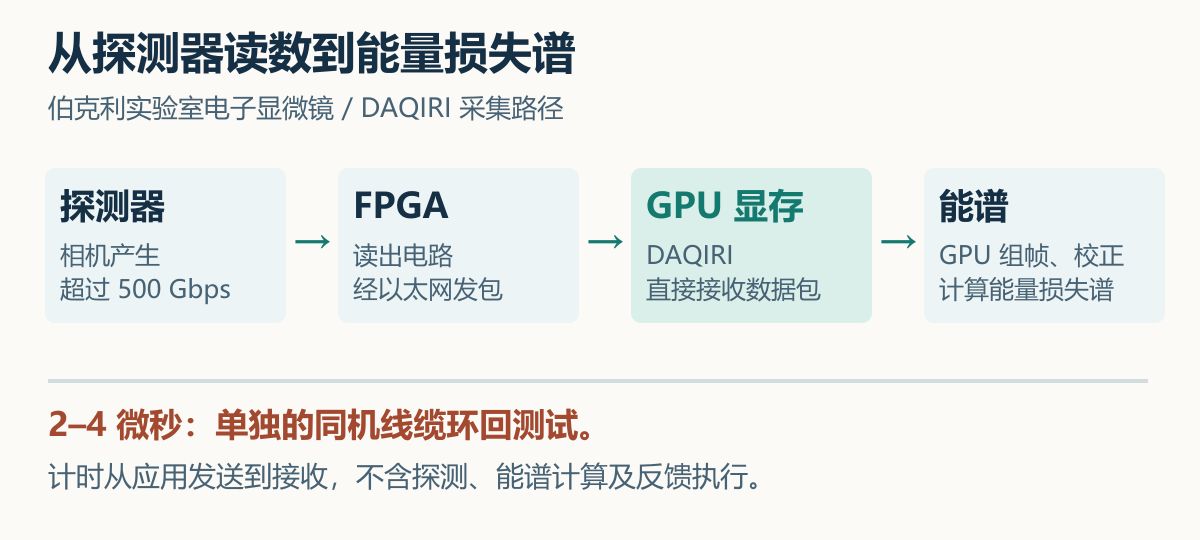 从探测器读数到能量损失谱
伯克利实验室电子显微镜 / DAQIRI 采集路径
探测器
相机产生
超过 500 Gbps
→
FPGA
读出电路
经以太网发包
→
GPU 显存
DAQIRI
直接接收数据包
→
能谱
GPU 组帧、校正
计算能量损失谱
2–4 微秒：单独的同机线缆环回测试。
计时从应用发送到接收，不含探测、能谱计算及反馈执行。